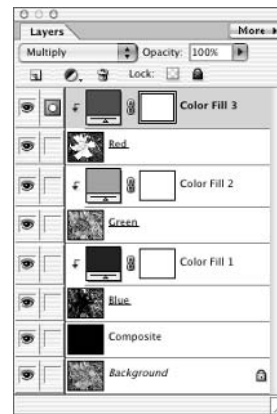 Layers
More
Multiply Opacity: 100%
Lock:
Color Fill 3
Red
Color Fill 2
Green
Color Fill 1
Blue
Composite
Background